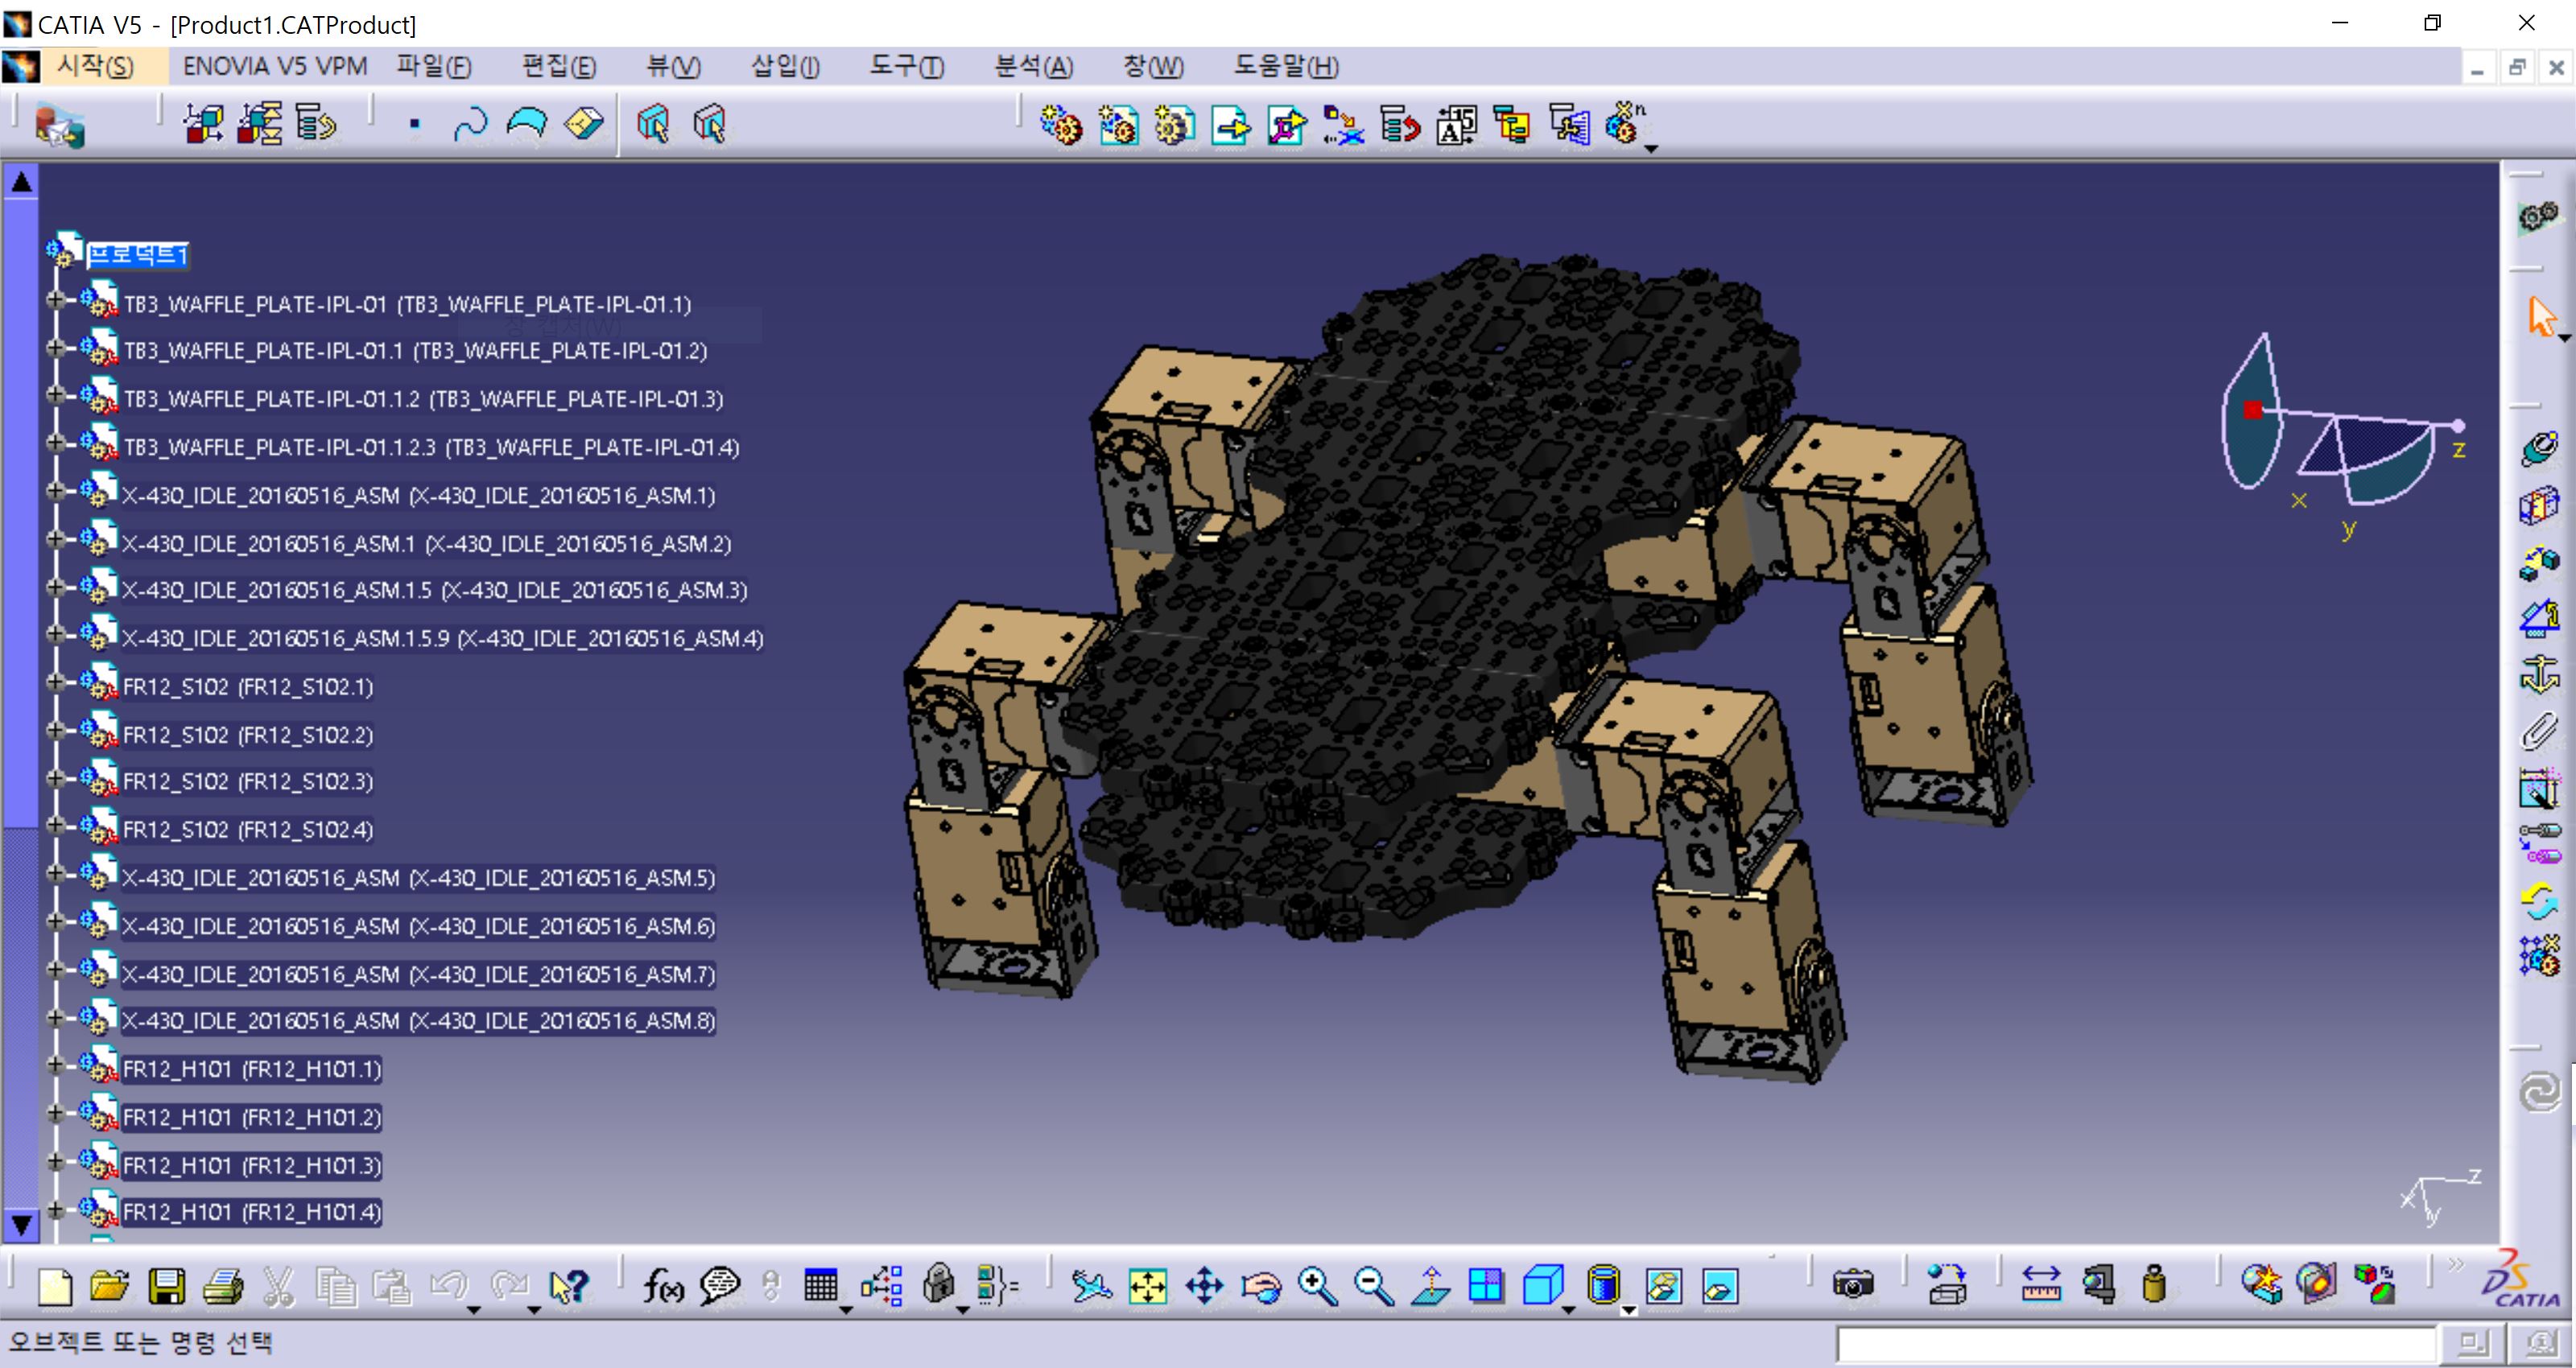 CATIA V5 - [Product1.CATProduct]
시작(S) ENOVIA V5 VPM 파일(F) 편집(E) 뷰(V) 삽입(I) 도구(T) 분석(A) 창(W) 도움말(H)
프로덕트1
TB3_WAFFLE_PLATE-IPL-01 (TB3_WAFFLE_PLATE-IPL-01.1)
창 캡처(W)
TB3_WAFFLE_PLATE-IPL-01.1 (TB3_WAFFLE_PLATE-IPL-01.2)
TB3_WAFFLE_PLATE-IPL-01.1.2 (TB3_WAFFLE_PLATE-IPL-01.3)
TB3_WAFFLE_PLATE-IPL-01.1.2.3 (TB3_WAFFLE_PLATE-IPL-01.4)
X-430_IDLE_20160516_ASM (X-430_IDLE_20160516_ASM.1)
X-430_IDLE_20160516_ASM.1 (X-430_IDLE_20160516_ASM.2)
X-430_IDLE_20160516_ASM.1.5 (X-430_IDLE_20160516_ASM.3)
X-430_IDLE_20160516_ASM.1.5.9 (X-430_IDLE_20160516_ASM.4)
FR12_S102 (FR12_S102.1)
FR12_S102 (FR12_S102.2)
FR12_S102 (FR12_S102.3)
FR12_S102 (FR12_S102.4)
X-430_IDLE_20160516_ASM (X-430_IDLE_20160516_ASM.5)
X-430_IDLE_20160516_ASM (X-430_IDLE_20160516_ASM.6)
X-430_IDLE_20160516_ASM (X-430_IDLE_20160516_ASM.7)
X-430_IDLE_20160516_ASM (X-430_IDLE_20160516_ASM.8)
FR12_H101 (FR12_H101.1)
FR12_H101 (FR12_H101.2)
FR12_H101 (FR12_H101.3)
FR12_H101 (FR12_H101.4)
z
x
y
z
x
y
f(x)
CATIA
오브젝트 또는 명령 선택